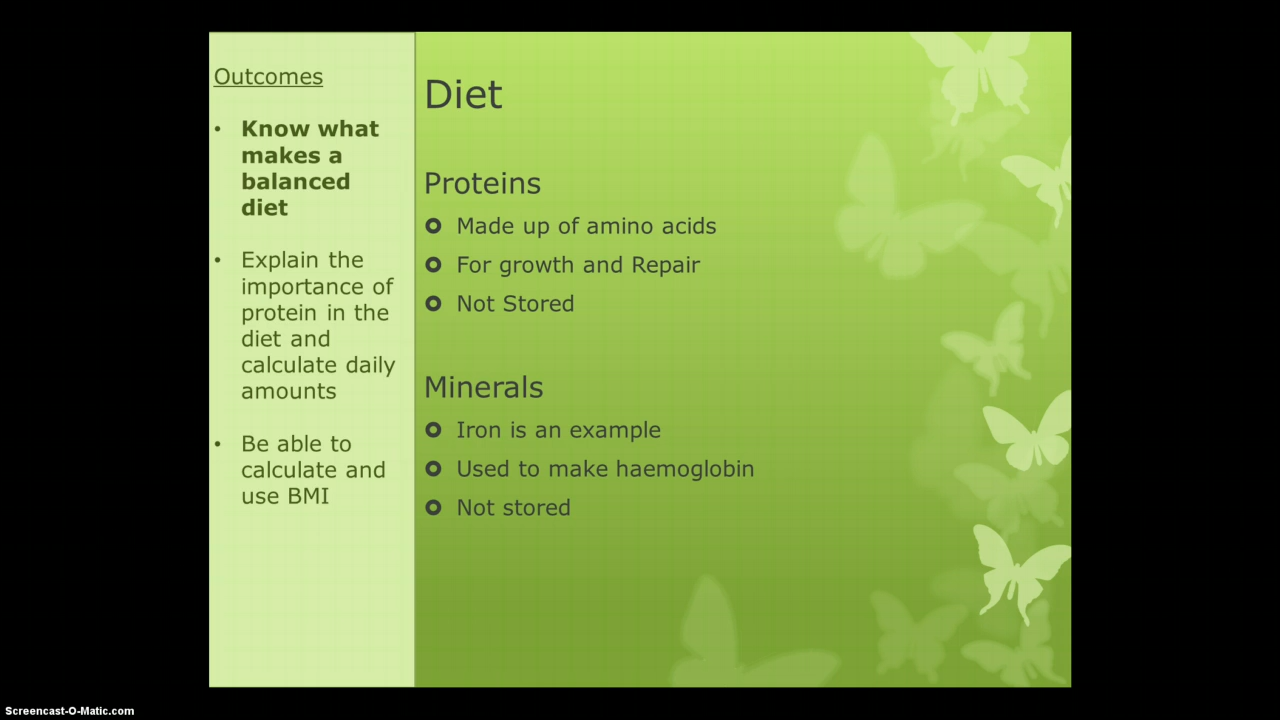 Outcomes
• Know what
makes a
balanced
diet
• Explain the
importance of
protein in the
diet and
calculate daily
amounts
• Be able to
calculate and
use BMI
Diet
Proteins
Made up of amino acids
For growth and Repair
Not Stored
Minerals
Iron is an example
Used to make haemoglobin
Not stored
Screencast-O-Matic.com